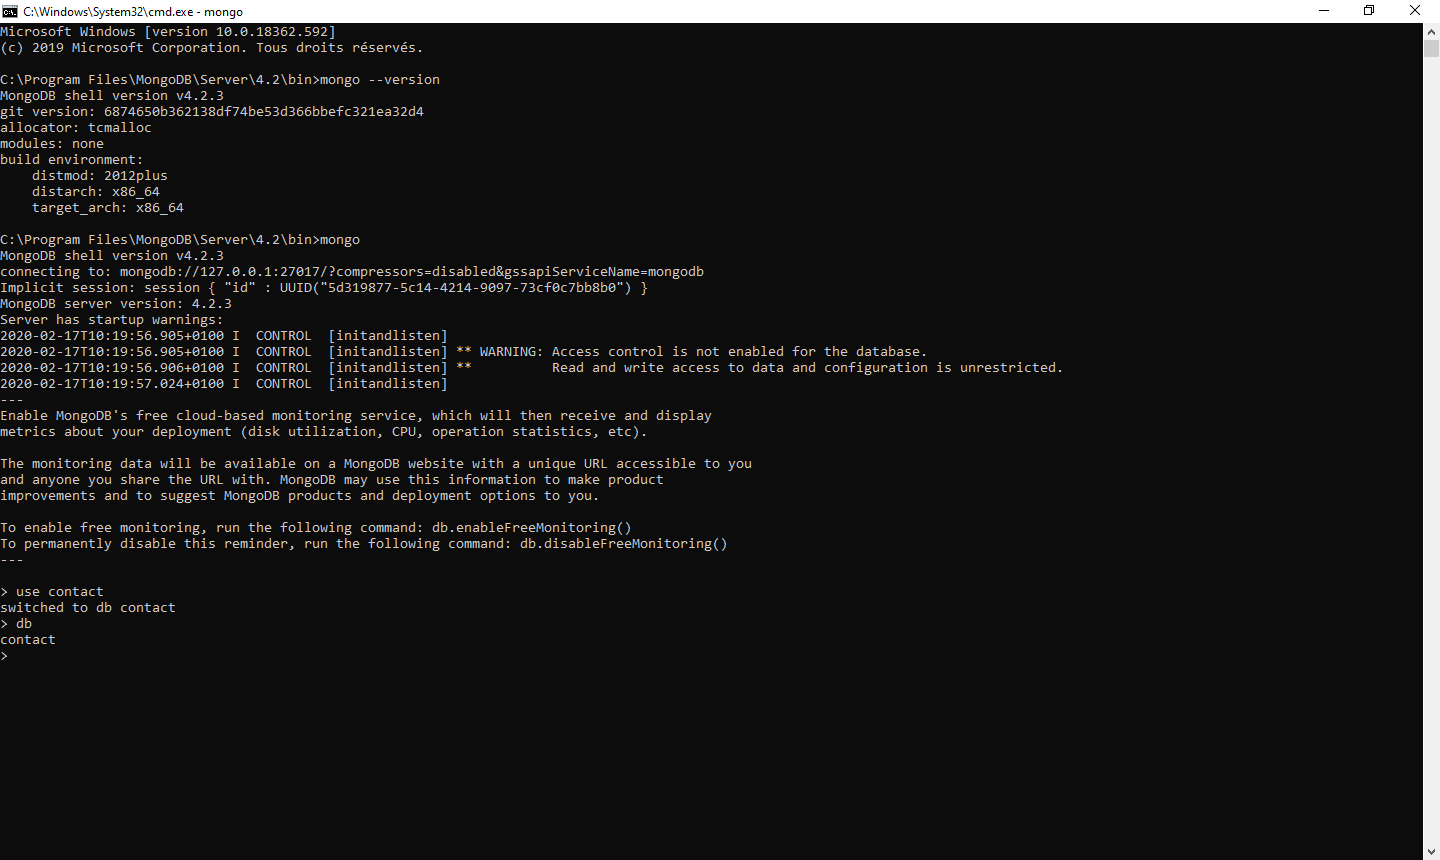 C:\Windows\System32\cmd.exe - mongo
Microsoft Windows [version 10.0.18362.592]
(c) 2019 Microsoft Corporation. Tous droits réservés.
C:\Program Files\MongoDB\Server\4.2\bin>mongo --version
MongoDB shell version v4.2.3
git version: 6874650b362138df74be53d366bbefc321ea32d4
allocator: tcmalloc
modules: none
build environment:
    distmod: 2012plus
    distarch: x86_64
    target_arch: x86_64
C:\Program Files\MongoDB\Server\4.2\bin>mongo
MongoDB shell version v4.2.3
connecting to: mongodb://127.0.0.1:27017/?compressors=disabled&gssapiServiceName=mongodb
Implicit session: session { "id" : UUID("5d319877-5c14-4214-9097-73cf0c7bb8b0") }
MongoDB server version: 4.2.3
Server has startup warnings:
2020-02-17T10:19:56.905+0100 I  CONTROL  [initandlisten]
2020-02-17T10:19:56.905+0100 I  CONTROL  [initandlisten] ** WARNING: Access control is not enabled for the database.
2020-02-17T10:19:56.906+0100 I  CONTROL  [initandlisten] **          Read and write access to data and configuration is unrestricted.
2020-02-17T10:19:57.024+0100 I  CONTROL  [initandlisten]
---
Enable MongoDB's free cloud-based monitoring service, which will then receive and display
metrics about your deployment (disk utilization, CPU, operation statistics, etc).
The monitoring data will be available on a MongoDB website with a unique URL accessible to you
and anyone you share the URL with. MongoDB may use this information to make product
improvements and to suggest MongoDB products and deployment options to you.
To enable free monitoring, run the following command: db.enableFreeMonitoring()
To permanently disable this reminder, run the following command: db.disableFreeMonitoring()
---
> use contact
switched to db contact
> db
contact
>